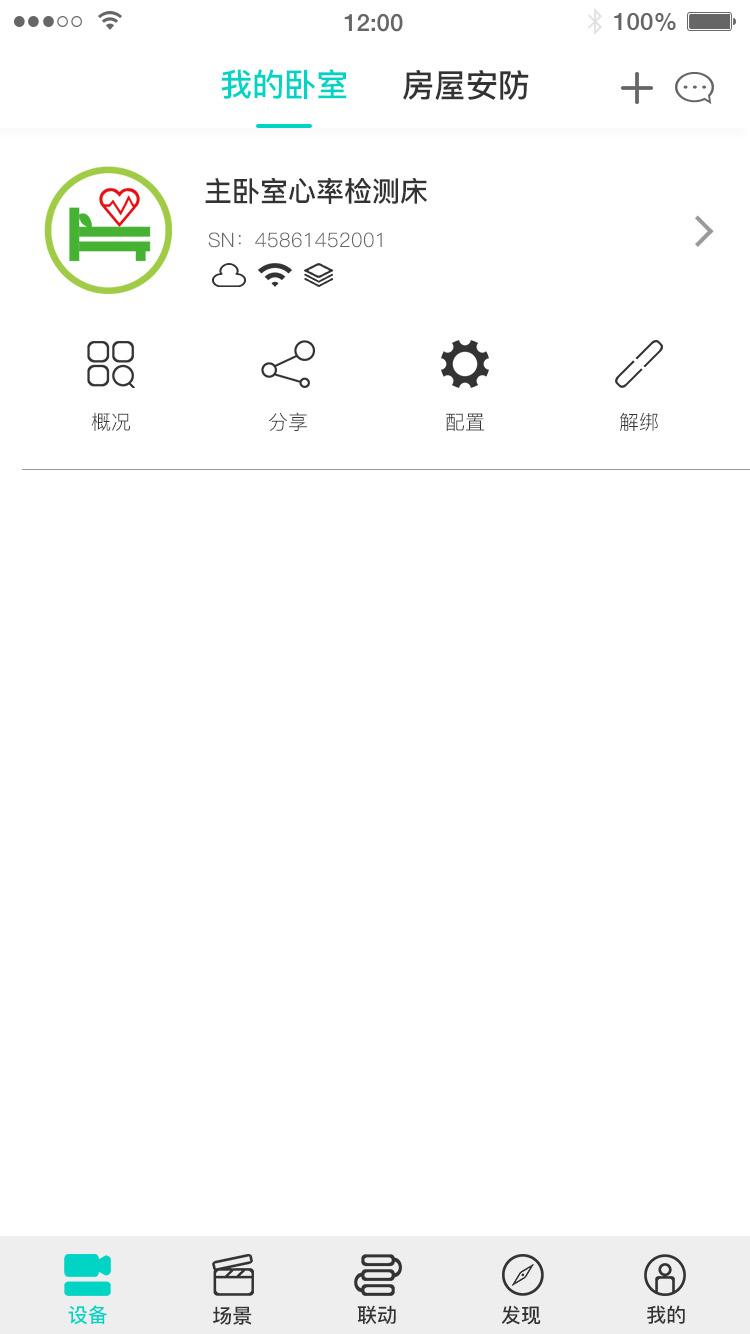 12:00
100%
我的卧室 房屋安防
主卧室心率检测床
SN: 45861452001
概况 分享 配置 解绑
设备 场景 联动 发现 我的